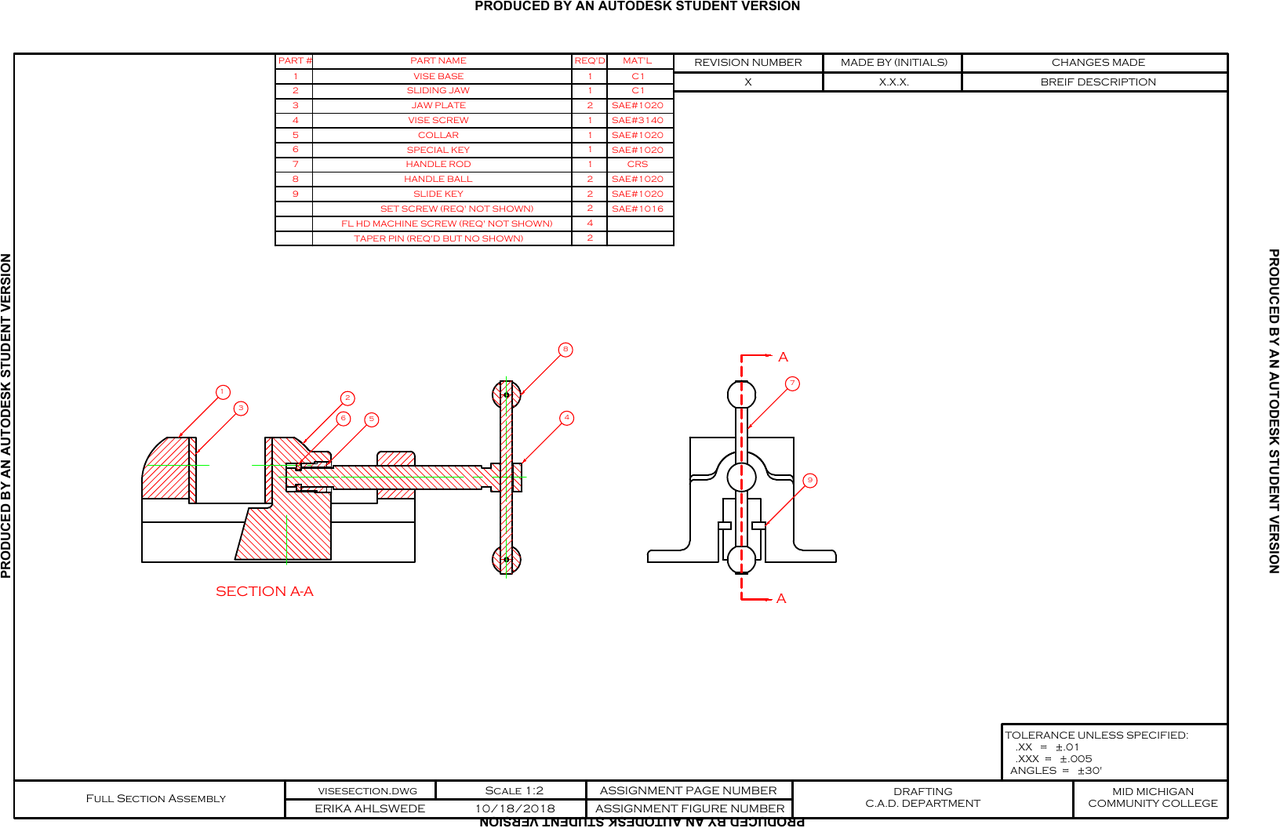 PRODUCED BY AN AUTODESK STUDENT VERSION
PART # PART NAME REQ'D MAT'L
1 VISE BASE 1 C1
2 SLIDING JAW 1 C1
3 JAW PLATE 2 SAE#1020
4 VISE SCREW 1 SAE#3140
5 COLLAR 1 SAE#1020
6 SPECIAL KEY 1 SAE#1020
7 HANDLE ROD 1 CRS
8 HANDLE BALL 2 SAE#1020
9 SLIDE KEY 2 SAE#1020
SET SCREW (REQ' NOT SHOWN) 2 SAE#1016
FL HD MACHINE SCREW (REQ' NOT SHOWN) 4
TAPER PIN (REQ'D BUT NO SHOWN) 2
REVISION NUMBER MADE BY (INITIALS) CHANGES MADE
X X.X.X. BREIF DESCRIPTION
PRODUCED BY AN AUTODESK STUDENT VERSION
PRODUCED BY AN AUTODESK STUDENT VERSION
8
A
7
1
2
3
6
5
4
9
SECTION A-A
A
TOLERANCE UNLESS SPECIFIED:
.XX = ±.01
.XXX = ±.005
ANGLES = ±30'
FULL SECTION ASSEMBLY
VISESECTION.DWG SCALE 1:2
ERIKA AHLSWEDE 10/18/2018
ASSIGNMENT PAGE NUMBER
ASSIGNMENT FIGURE NUMBER
DRAFTING
C.A.D. DEPARTMENT
MID MICHIGAN
COMMUNITY COLLEGE
PRODUCED BY AN AUTODESK STUDENT VERSION